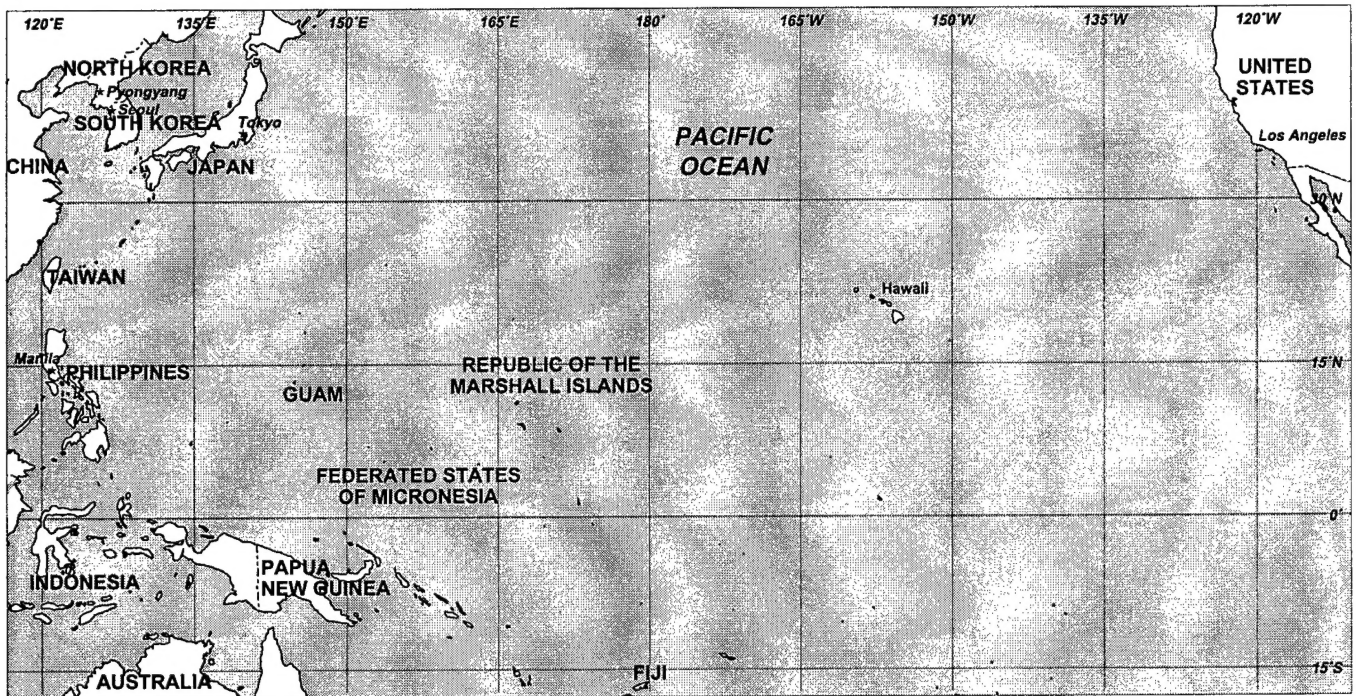 120°E 135°E 150°E 165°E 180° 165°W 150°W 135°W 120°W
NORTH KOREA
Pyongyang
Seoul
SOUTH KOREA
Tokyo
CHINA
JAPAN
PACIFIC
OCEAN
UNITED
STATES
Los Angeles
30°N
TAIWAN
Hawaii
Manila
PHILIPPINES
GUAM
REPUBLIC OF THE
MARSHALL ISLANDS
15°N
FEDERATED STATES
OF MICRONESIA
0°
INDONESIA
PAPUA
NEW GUINEA
AUSTRALIA
FIJI
15°S